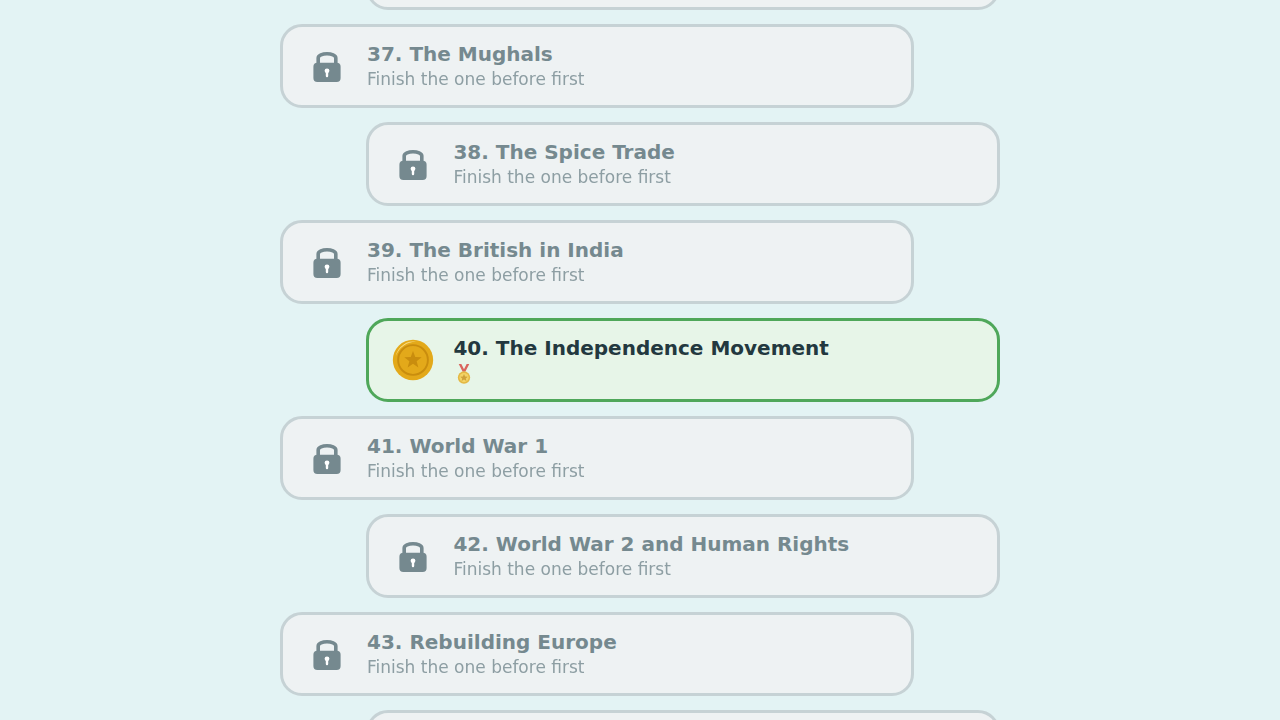 37. The Mughals
Finish the one before first
38. The Spice Trade
Finish the one before first
39. The British in India
Finish the one before first
40. The Independence Movement
41. World War 1
Finish the one before first
42. World War 2 and Human Rights
Finish the one before first
43. Rebuilding Europe
Finish the one before first